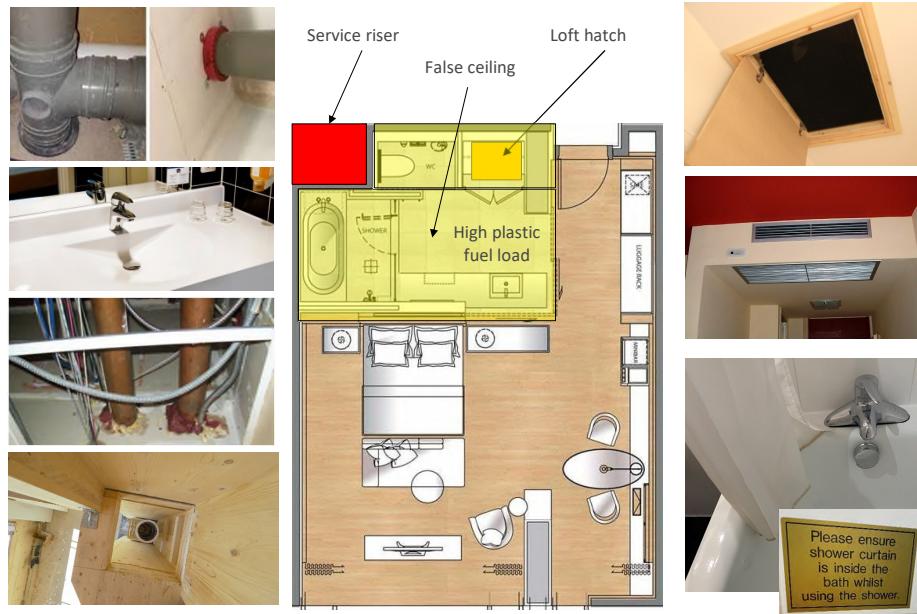 Service riser
Loft hatch
False ceiling
WC
SHOWER
High plastic
fuel load
LUGGAGE RACK
MINIBAR
Please ensure
shower curtain
is inside the
bath whilst
using the shower.